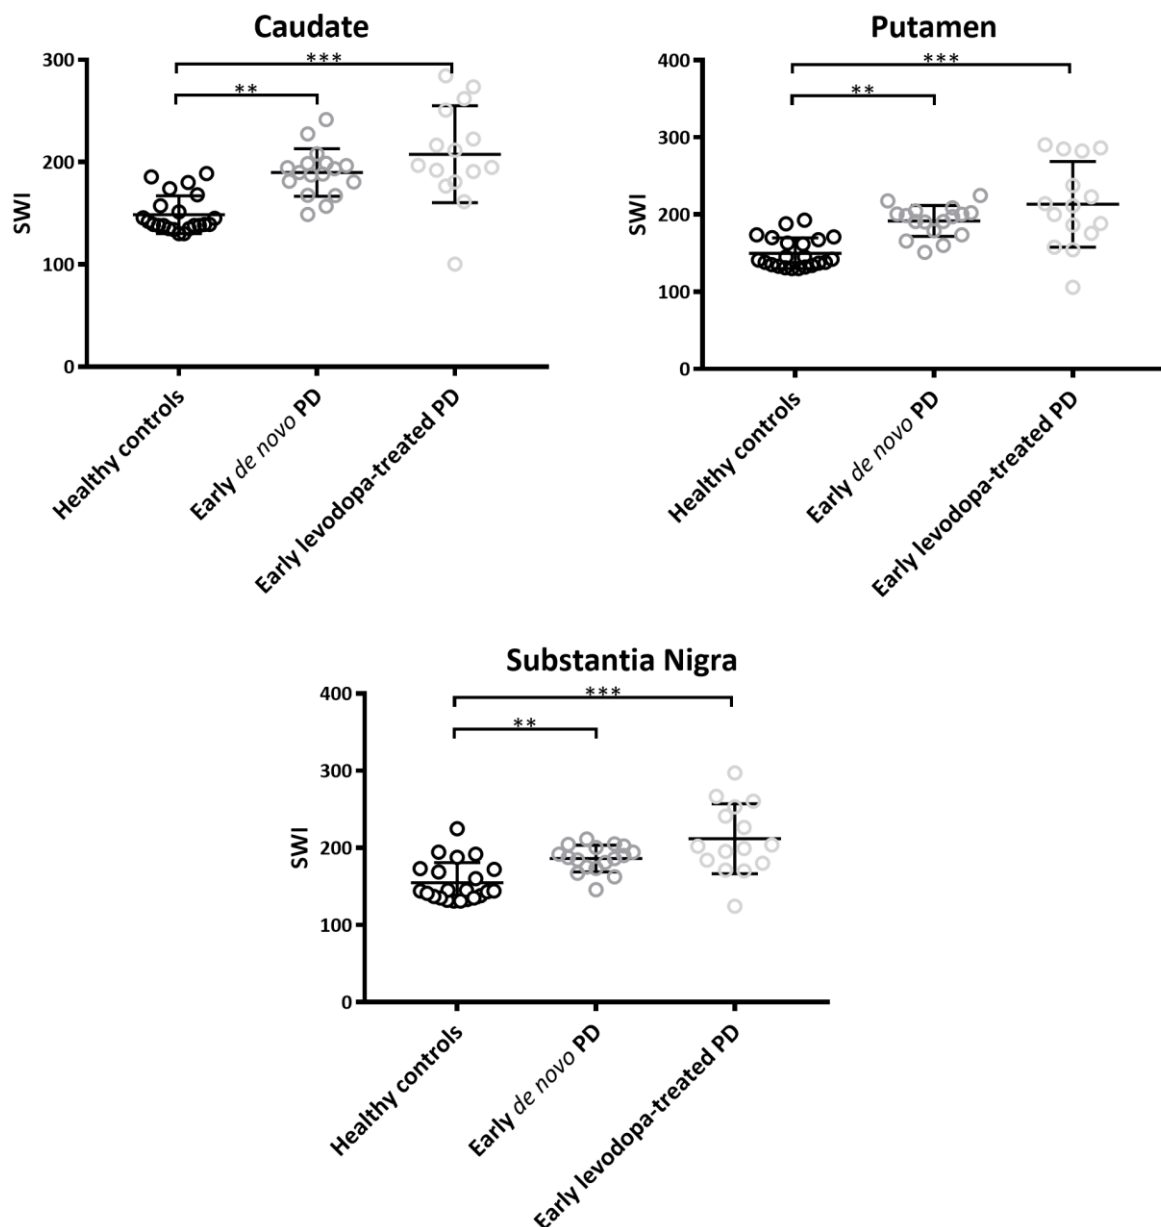 Caudate
300
200
100
0
SWI
***
**
Healthy controls
Early de novo PD
Early levodopa-treated PD
Putamen
400
300
200
100
0
SWI
***
**
Healthy controls
Early de novo PD
Early levodopa-treated PD
Substantia Nigra
400
300
200
100
0
SWI
***
**
Healthy controls
Early de novo PD
Early levodopa-treated PD